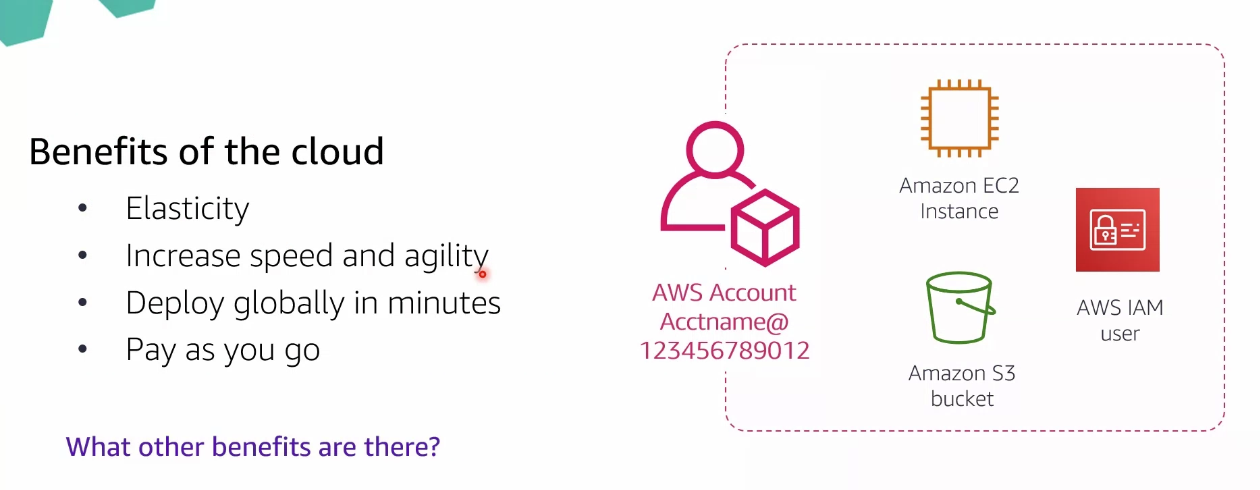 Benefits of the cloud
• Elasticity
• Increase speed and agility
• Deploy globally in minutes
• Pay as you go
What other benefits are there?
AWS Account
Acctname@
123456789012
Amazon EC2
Instance
Amazon S3
bucket
AWS IAM
user